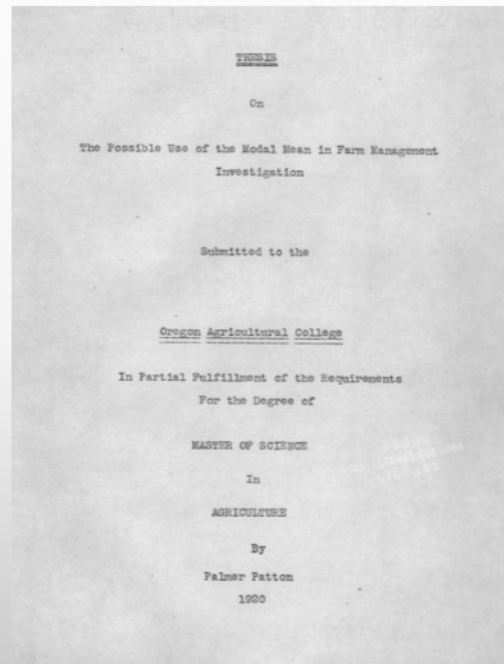 THESIS
On
The Possible Use of the Modal Mean in Farm Management
Investigation
Submitted to the
Oregon Agricultural College
In Partial Fulfillment of the Requirements
For the Degree of
MASTER OF SCIENCE
In
AGRICULTURE
By
Palmer Patton
1920